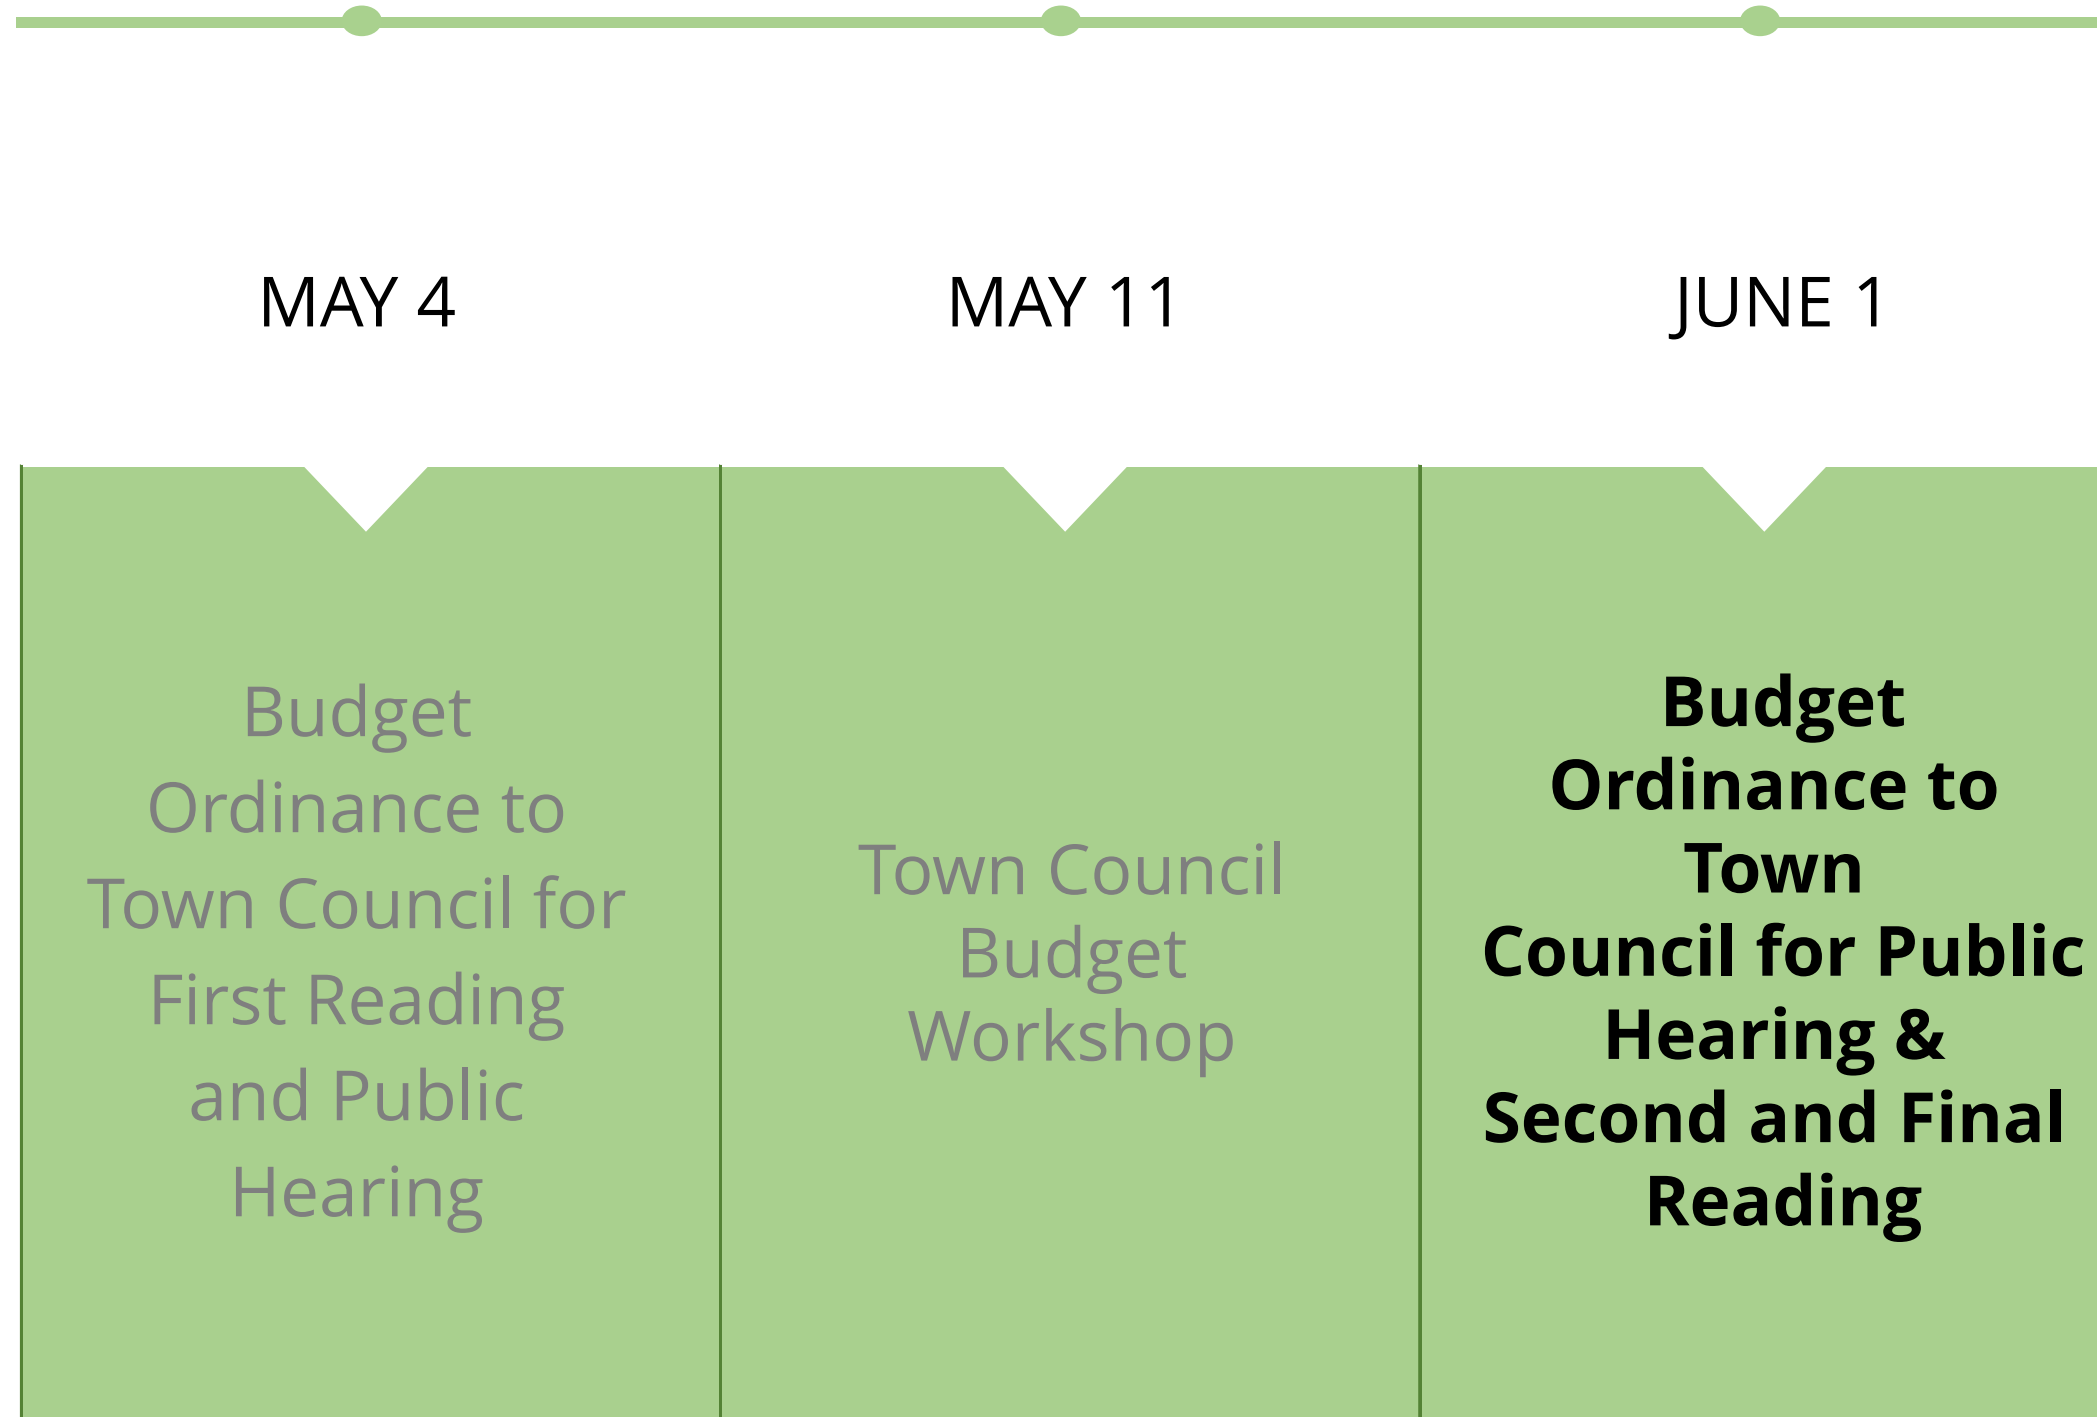 MAY 4
Budget
Ordinance to
Town Council for
First Reading
and Public
Hearing
MAY 11
Town Council
Budget
Workshop
JUNE 1
Budget
Ordinance to
Town
Council for Public
Hearing &
Second and Final
Reading